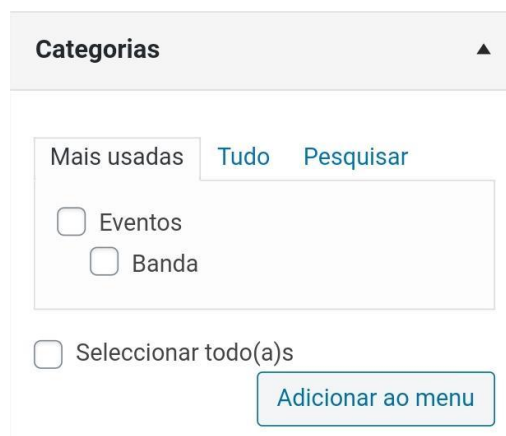 Categorias
Mais usadas Tudo Pesquisar
Eventos
Banda
Seleccionar todo(a)s
Adicionar ao menu